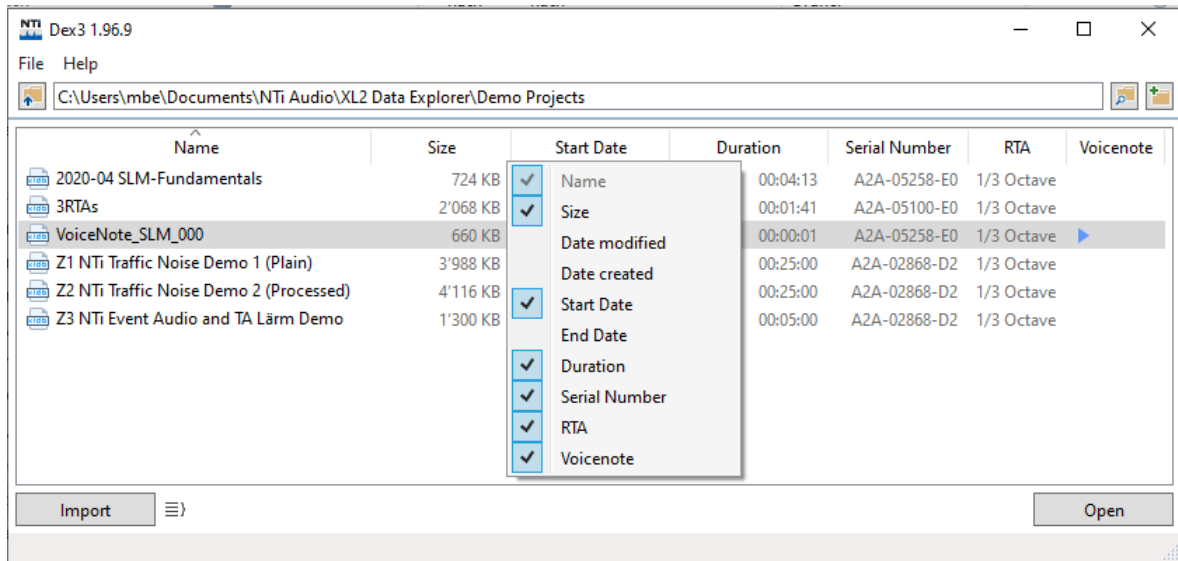 NTi Dex3 1.96.9
File Help
C:\Users\mbe\Documents\NTi Audio\XL2 Data Explorer\Demo Projects
Name Size Start Date Duration Serial Number RTA Voicenote
2020-04 SLM-Fundamentals 724 KB 00:04:13 A2A-05258-E0 1/3 Octave
3RTAs 2'068 KB 00:01:41 A2A-05100-E0 1/3 Octave
VoiceNote_SLM_000 660 KB 00:00:01 A2A-05258-E0 1/3 Octave
Z1 NTi Traffic Noise Demo 1 (Plain) 3'988 KB 00:25:00 A2A-02868-D2 1/3 Octave
Z2 NTi Traffic Noise Demo 2 (Processed) 4'116 KB 00:25:00 A2A-02868-D2 1/3 Octave
Z3 NTi Event Audio and TA Lärm Demo 1'300 KB 00:05:00 A2A-02868-D2 1/3 Octave
Name
Size
Date modified
Date created
Start Date
End Date
Duration
Serial Number
RTA
Voicenote
Import Open